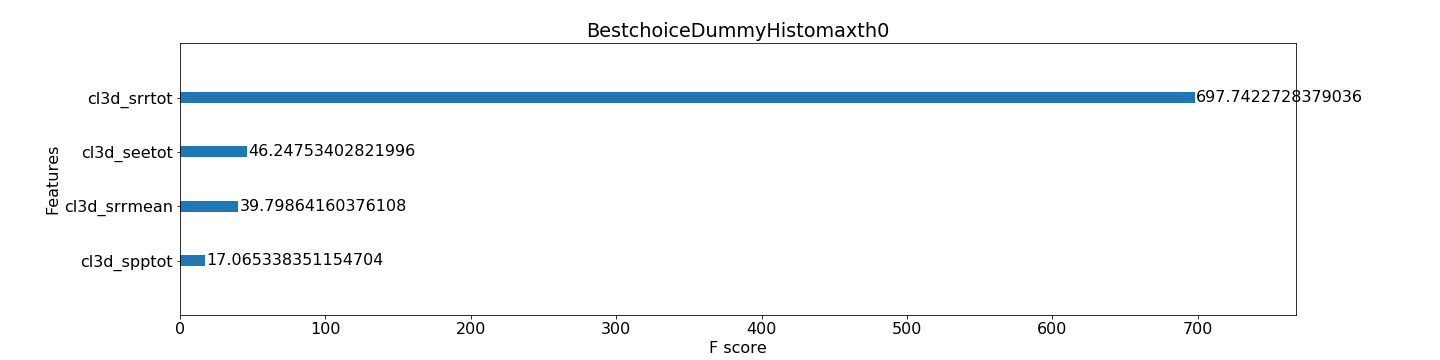 BestchoiceDummyHistomaxth0
Features
cl3d_srrtot 697.7422728379036
cl3d_seetot 46.24753402821996
cl3d_srrmean 39.79864160376108
cl3d_spptot 17.065338351154704
0 100 200 300 400 500 600 700
F score